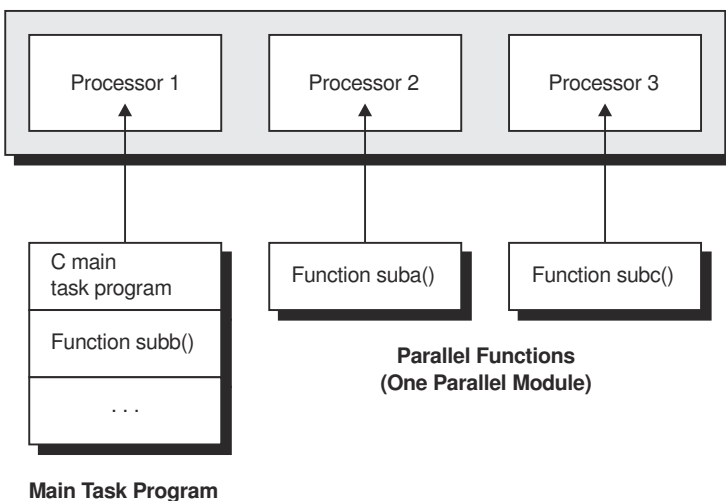 Processor 1
Processor 2
Processor 3
C main
task program
Function subb()
. . .
Function suba()
Function subc()
Parallel Functions
(One Parallel Module)
Main Task Program